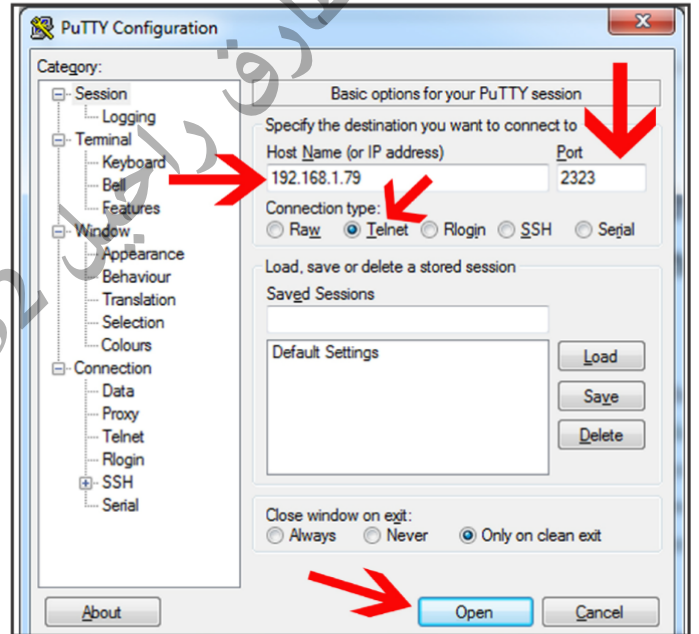 PuTTY Configuration
Category:
Session
Logging
Terminal
Keyboard
Bell
Features
Window
Appearance
Behaviour
Translation
Selection
Colours
Connection
Data
Proxy
Telnet
Rlogin
SSH
Serial
Basic options for your PuTTY session
Specify the destination you want to connect to
Host Name (or IP address) Port
192.168.1.79 2323
Connection type:
Raw Telnet Rlogin SSH Serial
Load, save or delete a stored session
Saved Sessions
Default Settings
Load
Save
Delete
Close window on exit:
Always Never Only on clean exit
About Open Cancel